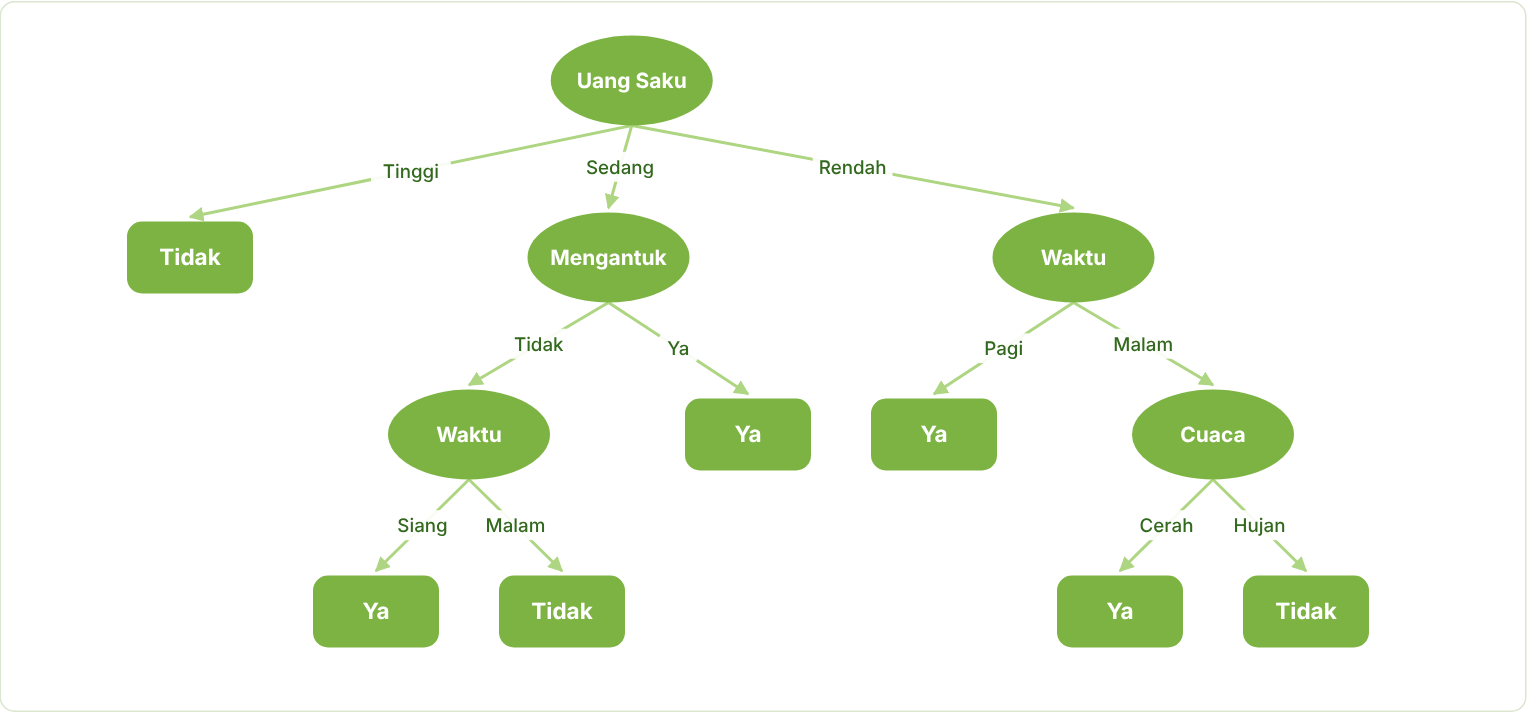 Uang Saku
Tinggi
Sedang
Rendah
Tidak
Mengantuk
Waktu
Tidak
Ya
Pagi
Malam
Waktu
Ya
Ya
Cuaca
Siang
Malam
Cerah
Hujan
Ya
Tidak
Ya
Tidak